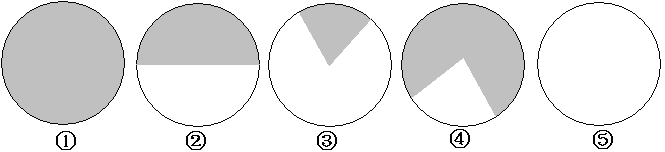 ① ② ③ ④ ⑤